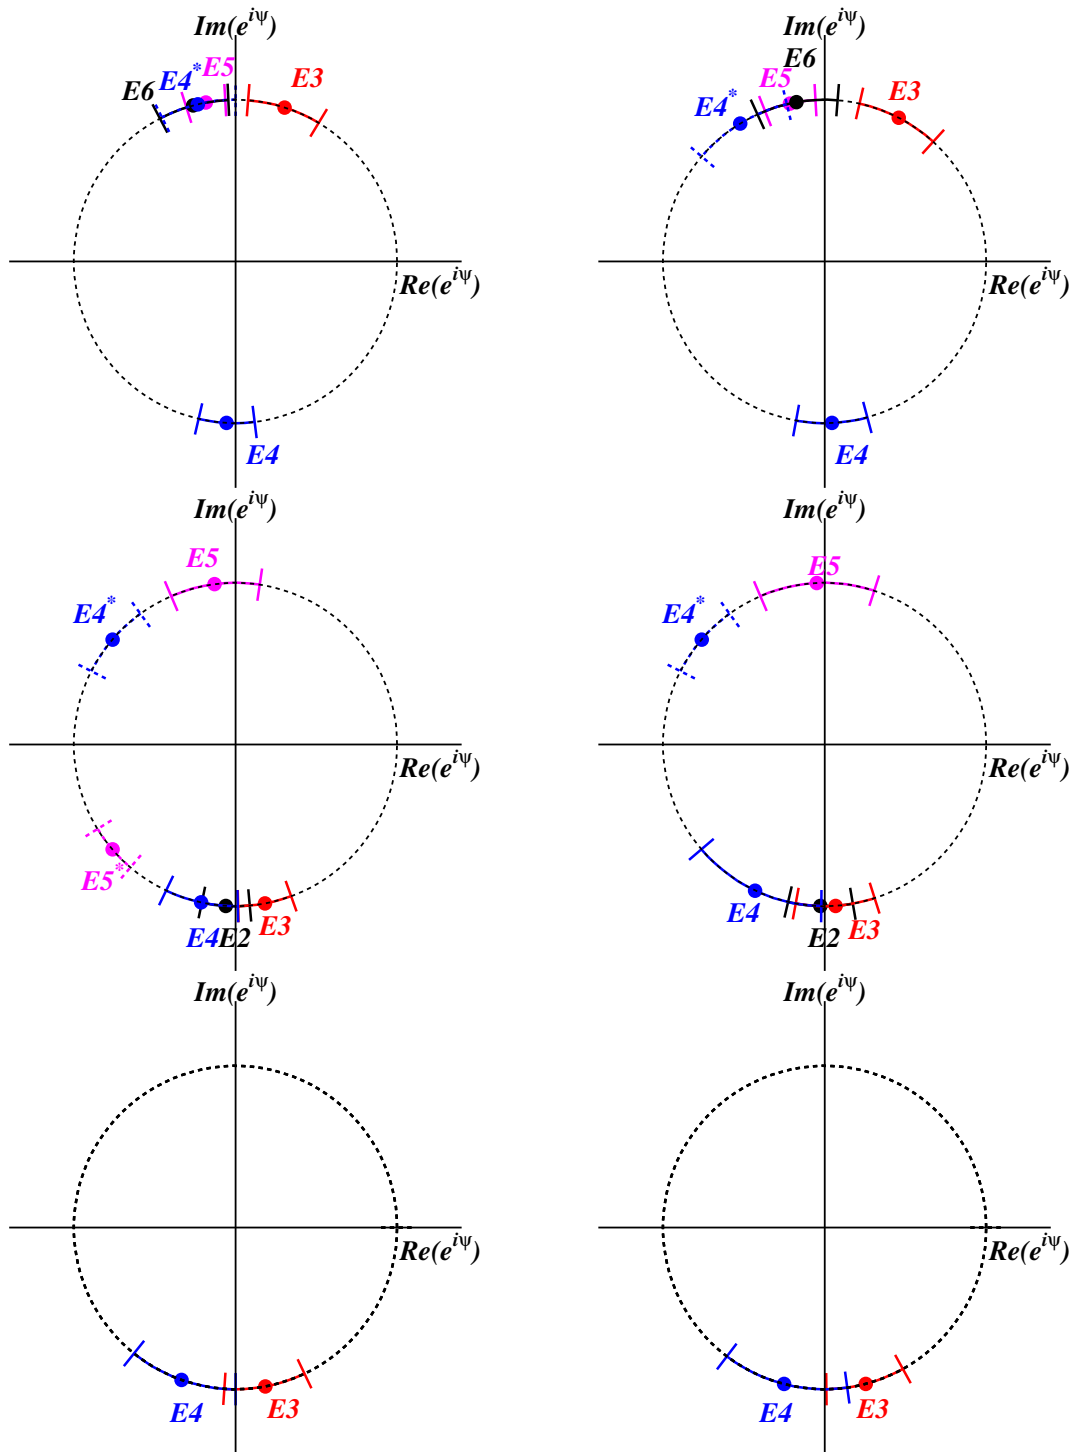 Im(e^{iψ})
E6 E4* E5 E3
Re(e^{iψ})
E4
Im(e^{iψ})
E6
E5 E3
E4*
Re(e^{iψ})
E4
Im(e^{iψ})
E5
E4*
Re(e^{iψ})
E5*
E4 E2 E3
Im(e^{iψ})
E5
E4*
Re(e^{iψ})
E4
E2 E3
Im(e^{iψ})
Re(e^{iψ})
E4 E3
Im(e^{iψ})
Re(e^{iψ})
E4 E3